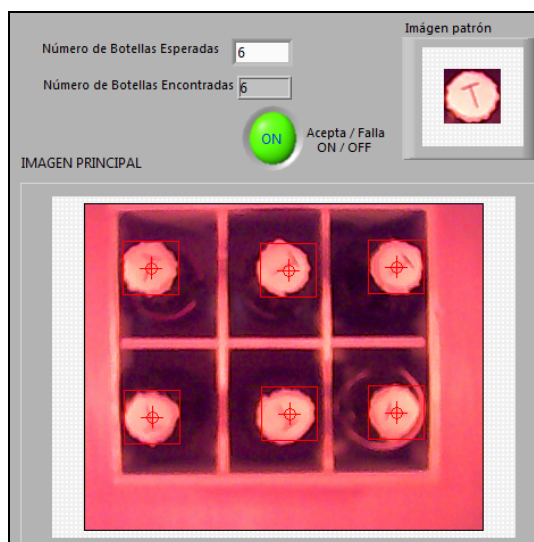 Imágen patrón
Número de Botellas Esperadas 6
Número de Botellas Encontradas 6
ON
Acepta / Falla
ON / OFF
IMAGEN PRINCIPAL
T